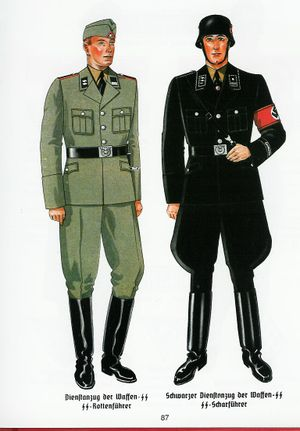 Dienstanzug der Waffen-ᛋᛋ
ᛋᛋ-Rottenführer
Schwarzer Dienstanzug der Waffen-ᛋᛋ
ᛋᛋ-Scharführer
87